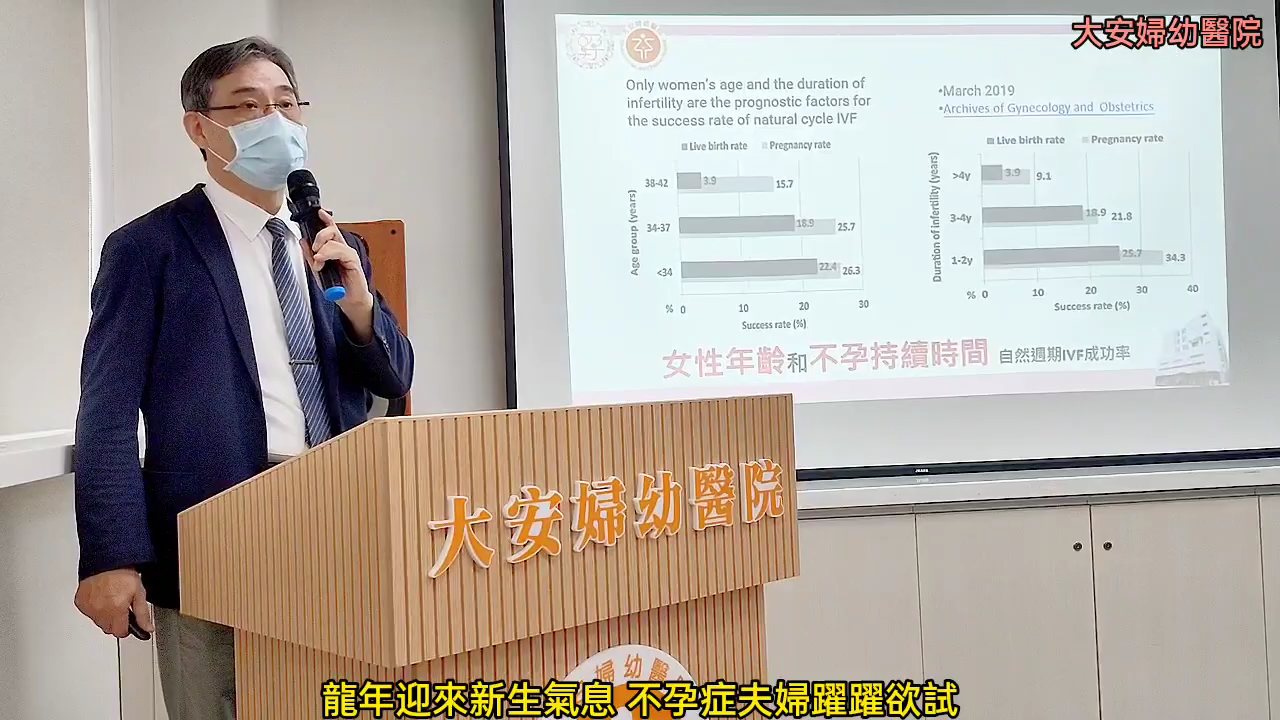 大安婦幼醫院
Only women's age and the duration of
infertility are the prognostic factors for
the success rate of natural cycle IVF
•March 2019
•Archives of Gynecology and Obstetrics
Live birth rate Pregnancy rate
Age group (years)
38-42 3.9 15.7
34-37 18.9 25.7
<34 22.4 26.3
% 0 10 20 30
Success rate (%)
Live birth rate Pregnancy rate
Duration of infertility (years)
>4y 3.9 9.1
3-4y 18.9 21.8
1-2y 25.7 34.3
% 0 10 20 30 40
Success rate (%)
女性年齡和不孕持續時間 自然週期IVF成功率
大安婦幼醫院
婦幼醫
龍年迎來新生氣息 不孕症夫婦躍躍欲試